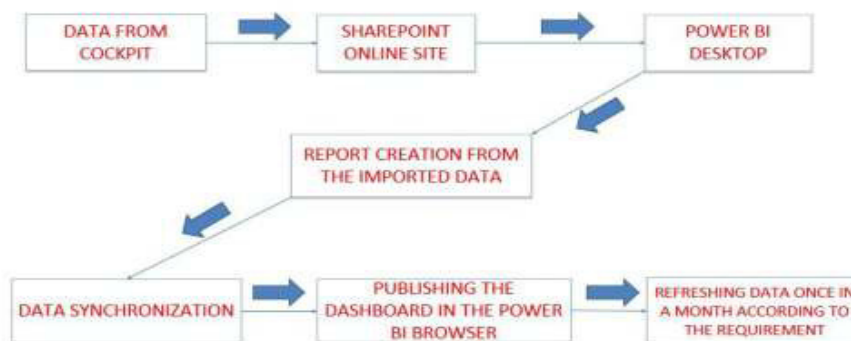 DATA FROM
COCKPIT
SHAREPOINT
ONLINE SITE
POWER BI
DESKTOP
REPORT CREATION FROM
THE IMPORTED DATA
DATA SYNCHRONIZATION
PUBLISHING THE
DASHBOARD IN THE POWER
BI BROWSER
REFRESHING DATA ONCE IN
A MONTH ACCORDING TO
THE REQUIREMENT